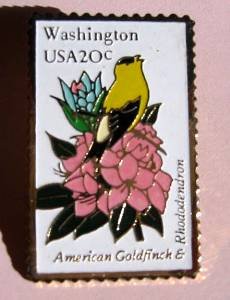 Washington
USA20c
American Goldfinch &
Rhododendron